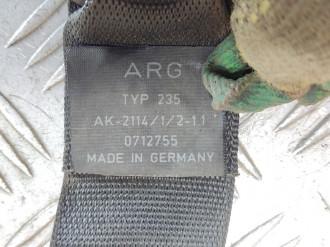 ARG
TYP 235
AK-2114/1/2-1.1
0712755
MADE IN GERMANY